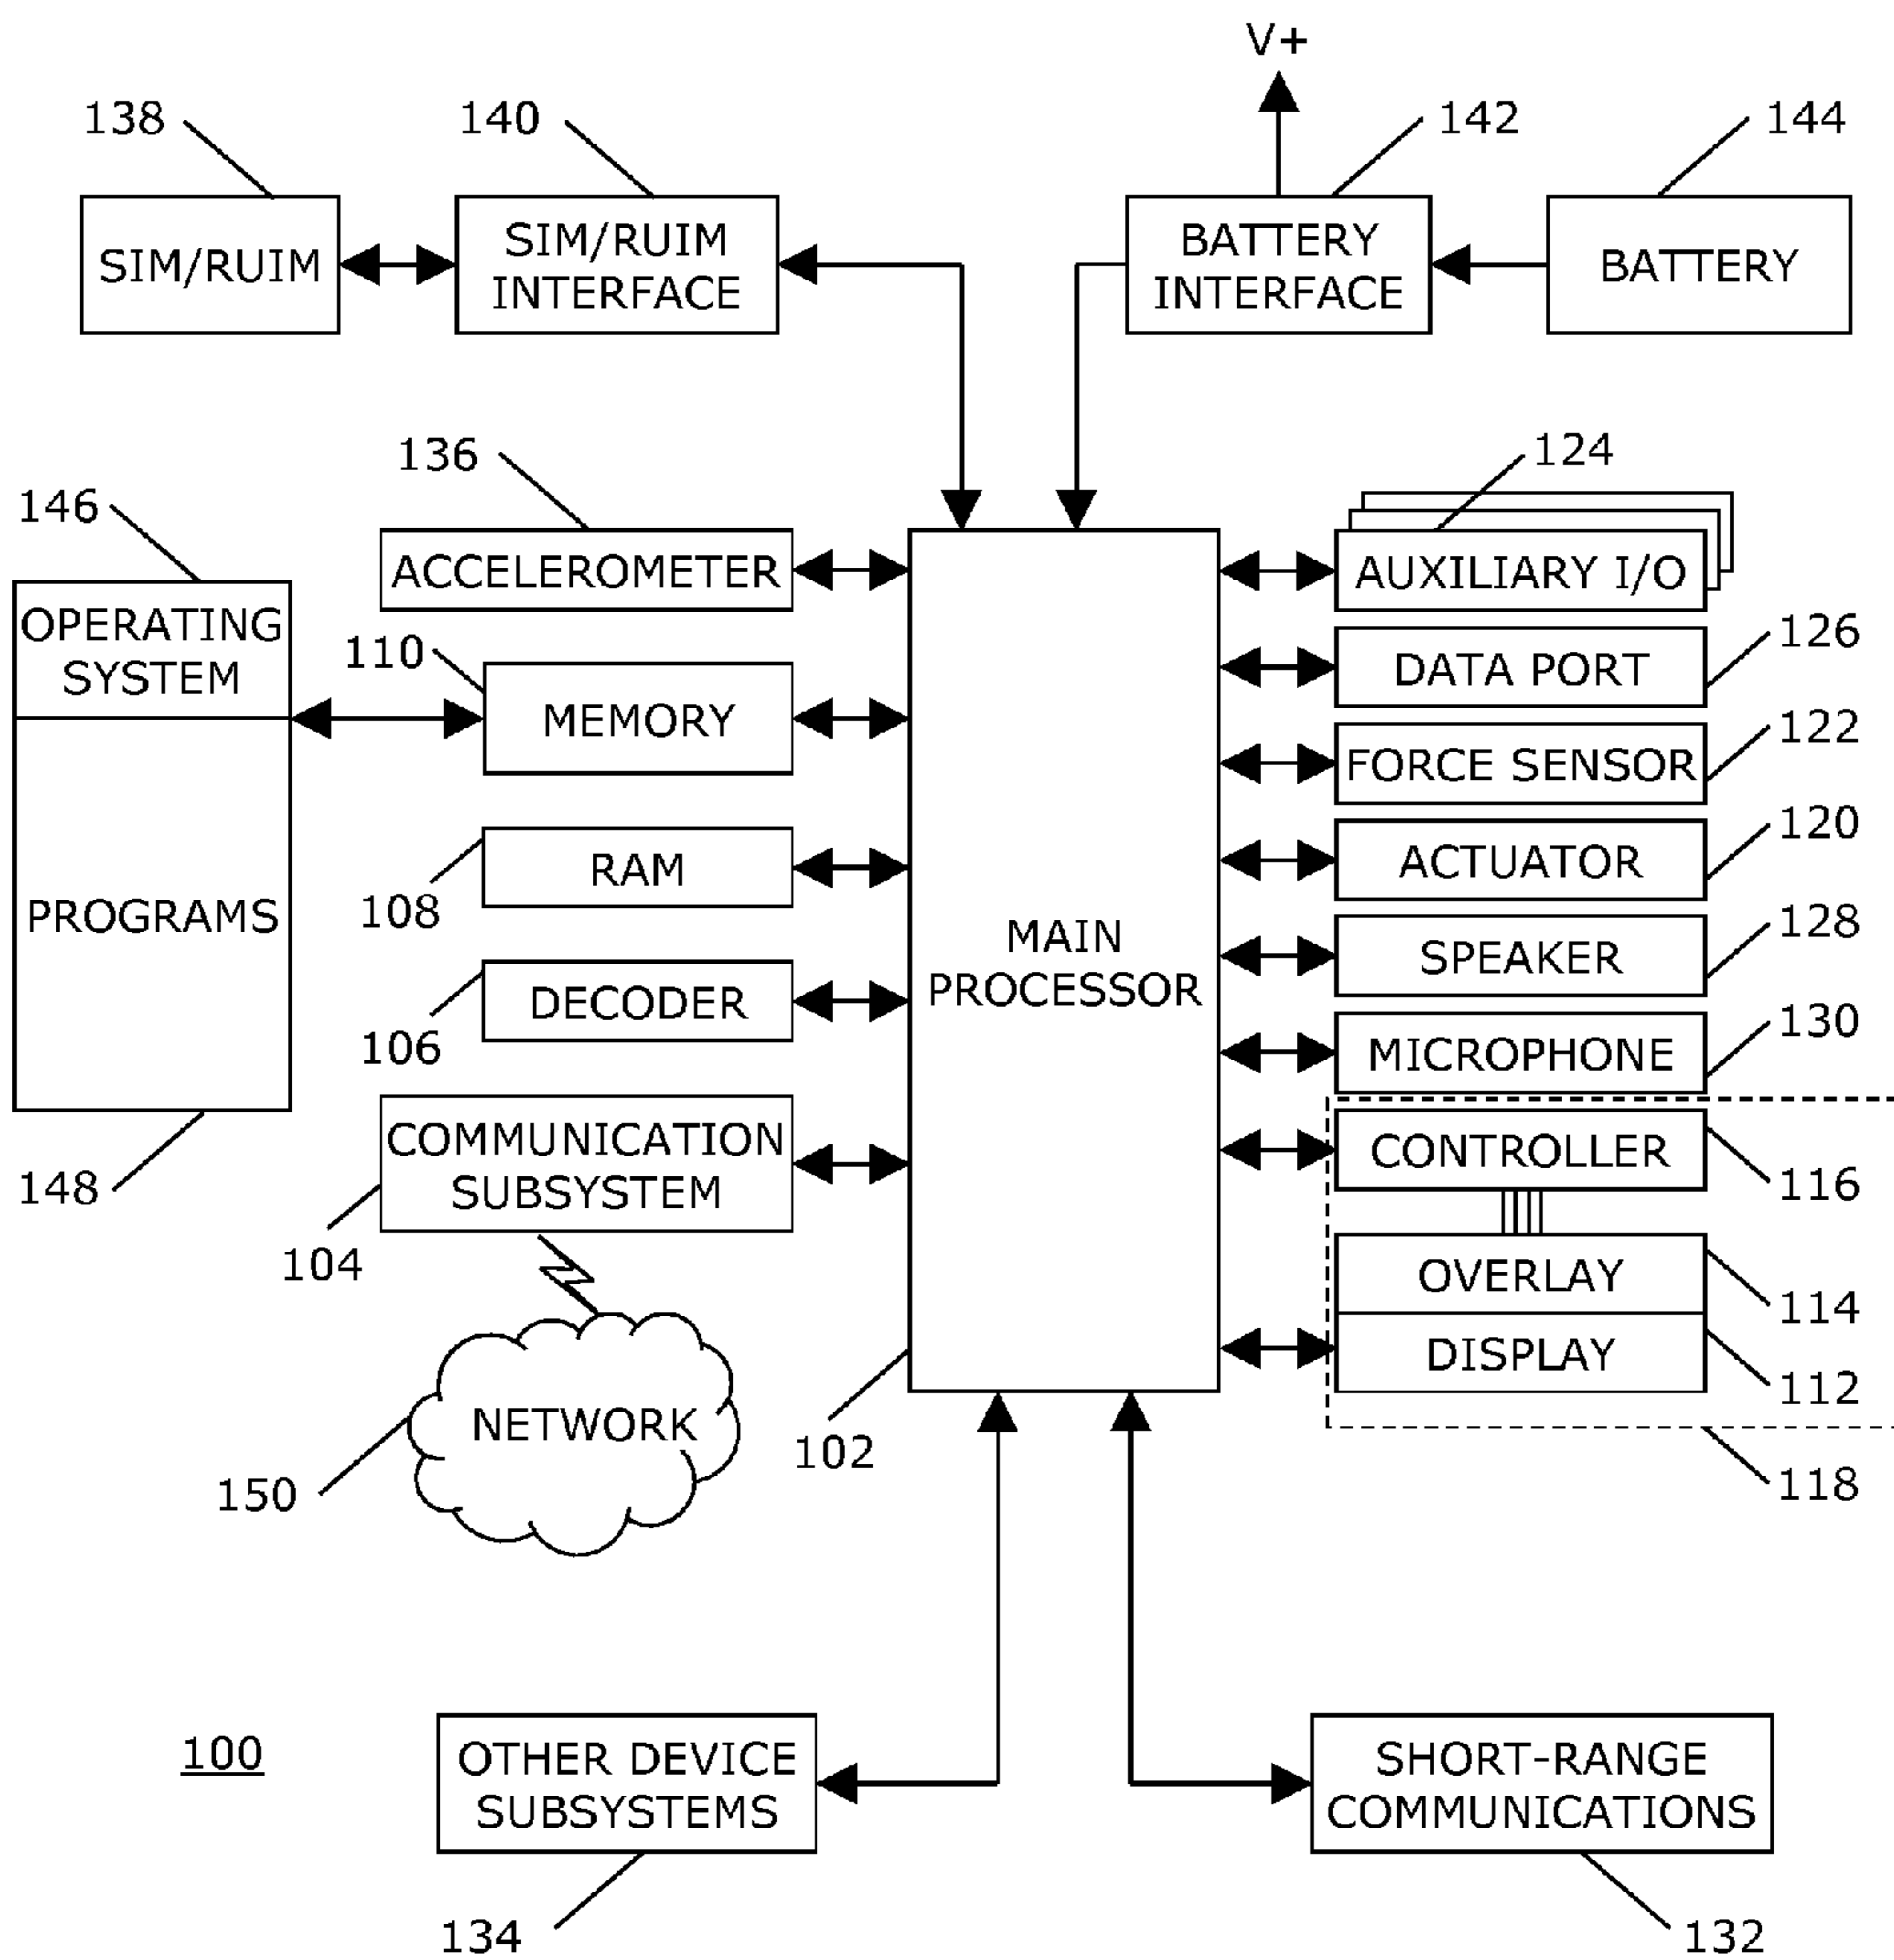 V+
138
140
142
144
SIM/RUIM
SIM/RUIM
INTERFACE
BATTERY
INTERFACE
BATTERY
136
124
146
ACCELEROMETER
AUXILIARY I/O
OPERATING
SYSTEM
110
MEMORY
DATA PORT
126
FORCE SENSOR
122
RAM
108
ACTUATOR
120
PROGRAMS
MAIN
PROCESSOR
SPEAKER
128
DECODER
106
MICROPHONE
130
COMMUNICATION
SUBSYSTEM
104
CONTROLLER
116
148
OVERLAY
114
DISPLAY
112
NETWORK
150
102
118
100
OTHER DEVICE
SUBSYSTEMS
SHORT-RANGE
COMMUNICATIONS
134
132